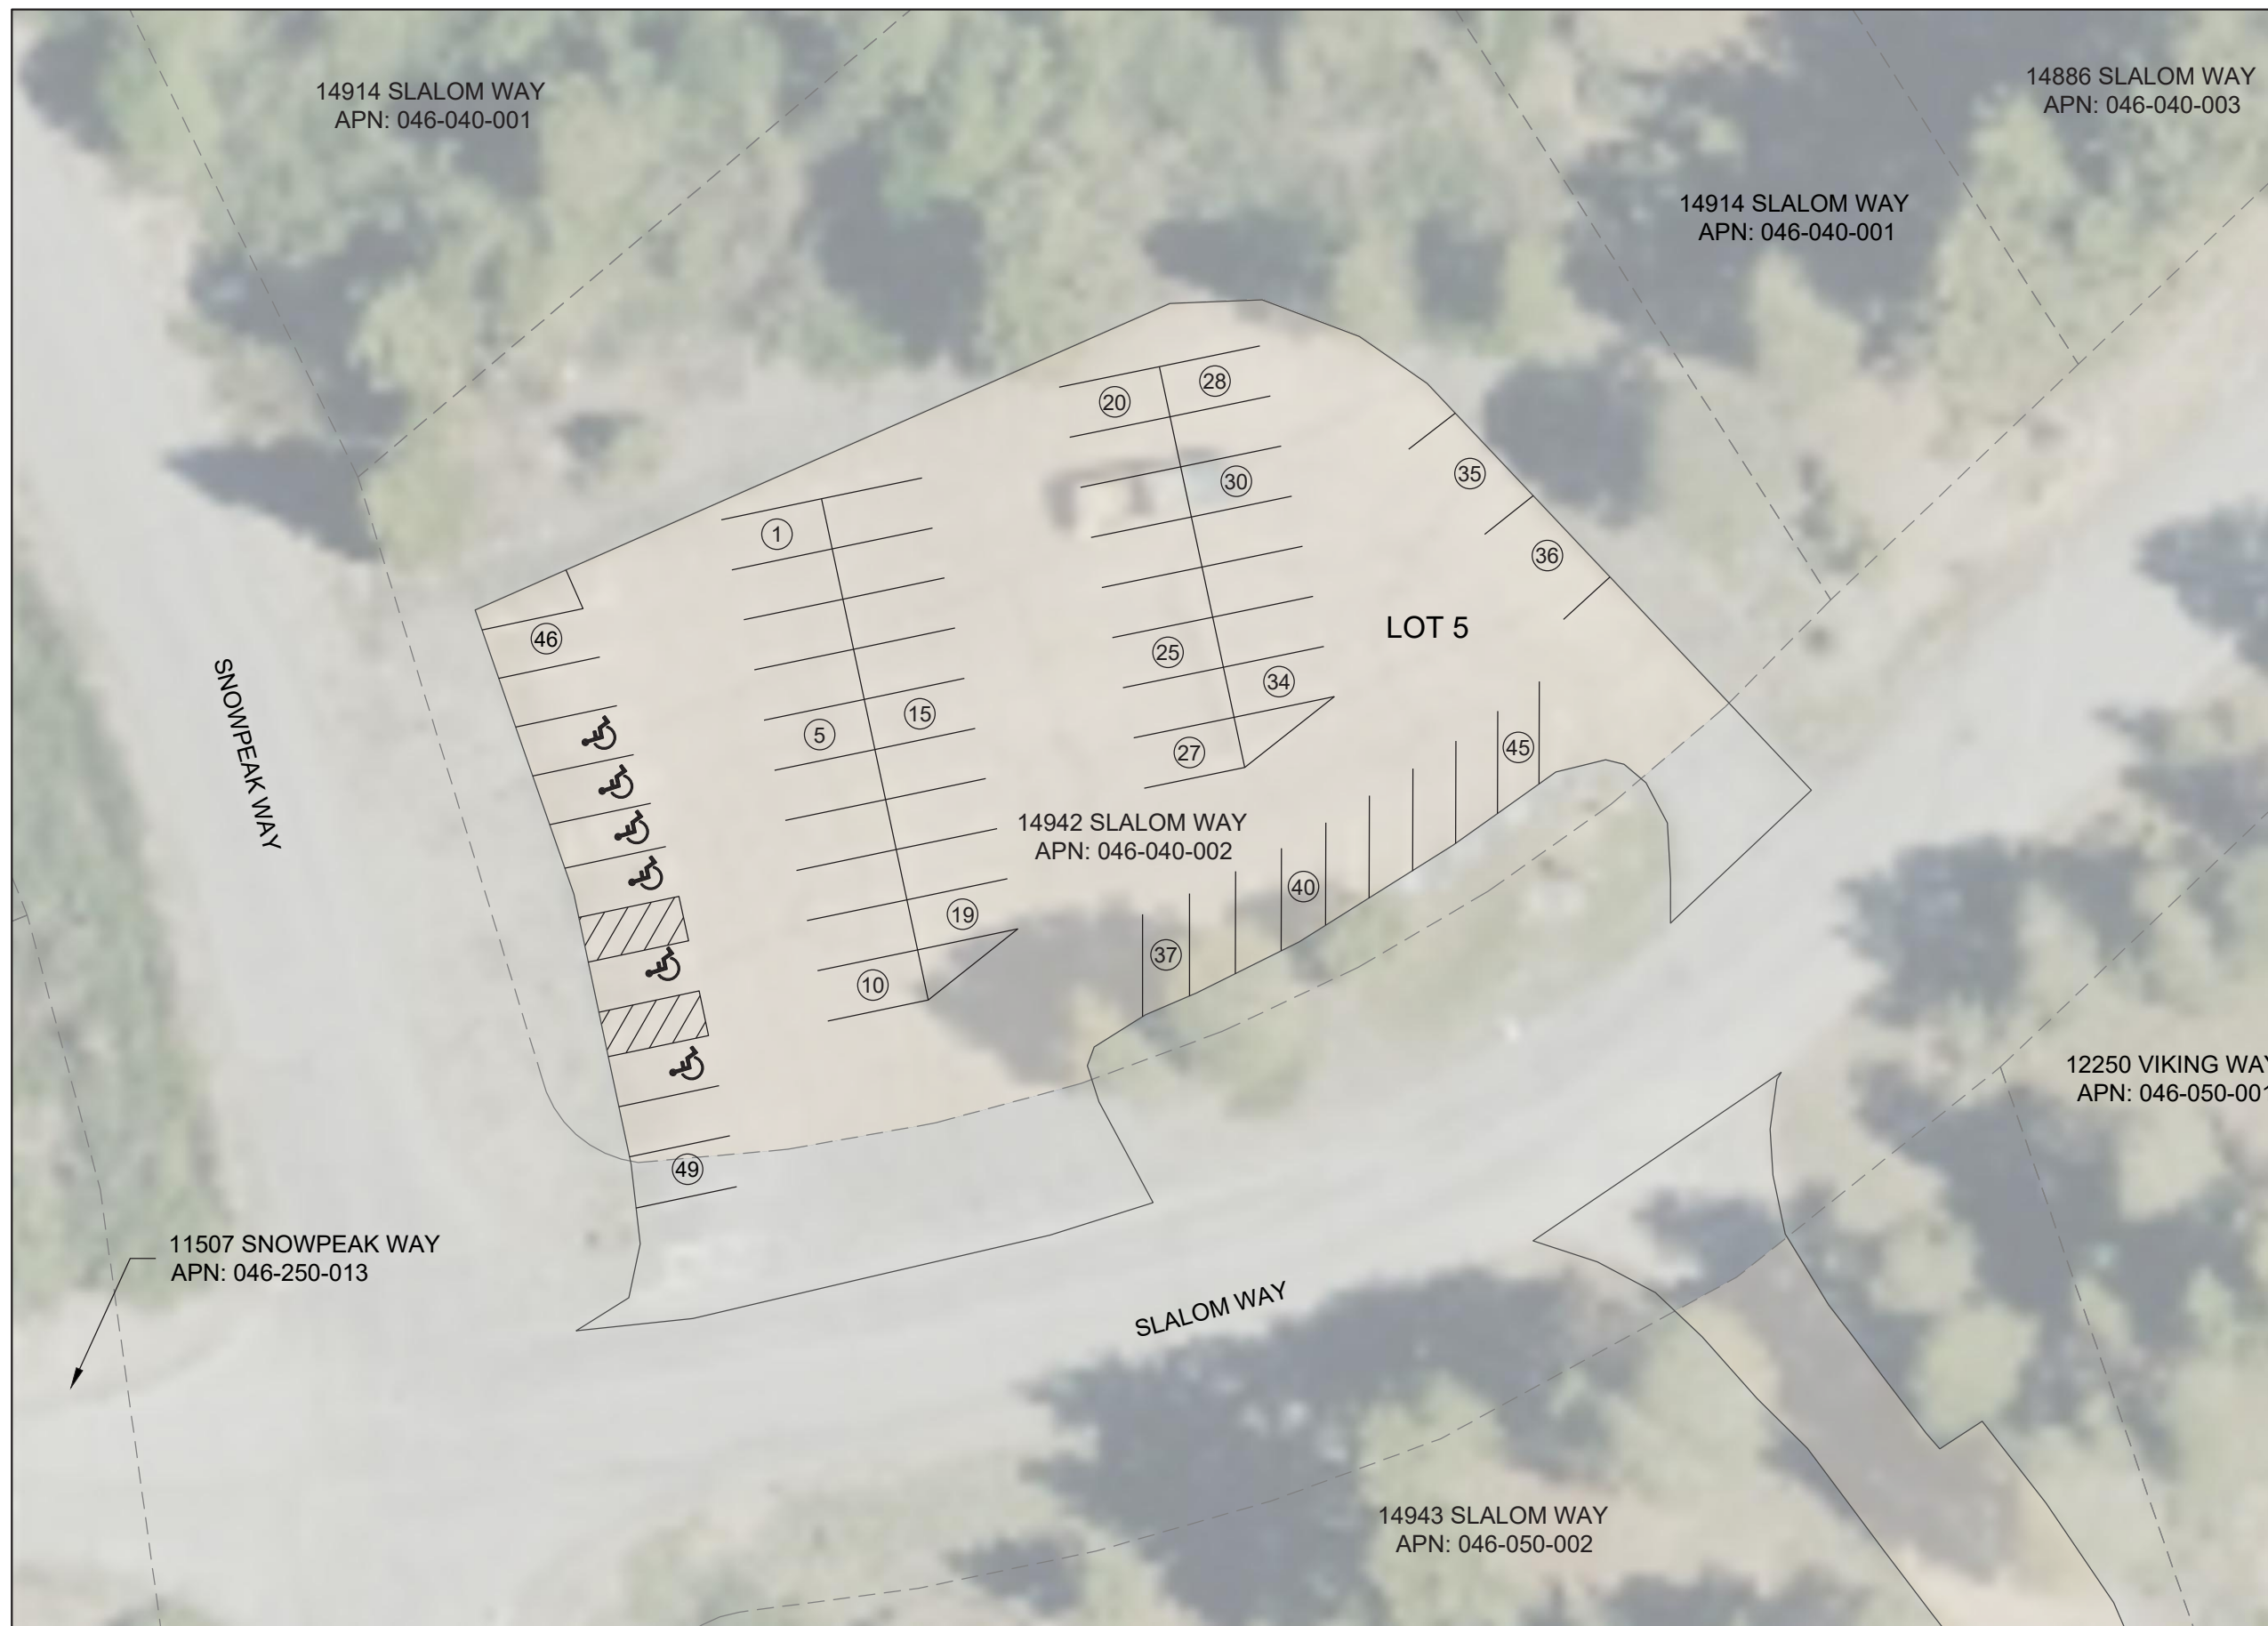 14914 SLALOM WAY
APN: 046-040-001
14886 SLALOM WAY
APN: 046-040-003
14914 SLALOM WAY
APN: 046-040-001
28
20
35
30
1
36
46
LOT 5
25
34
15
5
27
45
SNOWPEAK WAY
14942 SLALOM WAY
APN: 046-040-002
40
19
37
10
12250 VIKING WAY
APN: 046-050-001
49
11507 SNOWPEAK WAY
APN: 046-250-013
SLALOM WAY
14943 SLALOM WAY
APN: 046-050-002